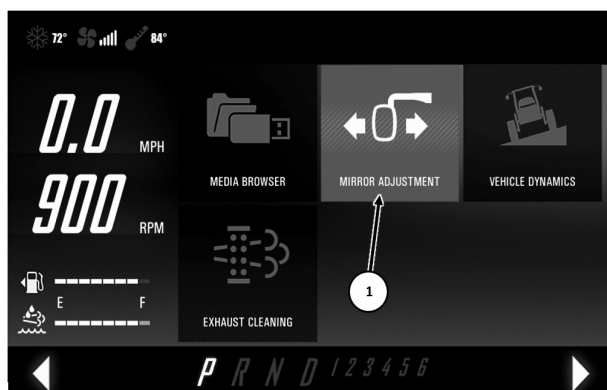 72° 84°
0.0 MPH
900 RPM
E F
MEDIA BROWSER MIRROR ADJUSTMENT VEHICLE DYNAMICS
EXHAUST CLEANING
1
P R N D 1 2 3 4 5 6